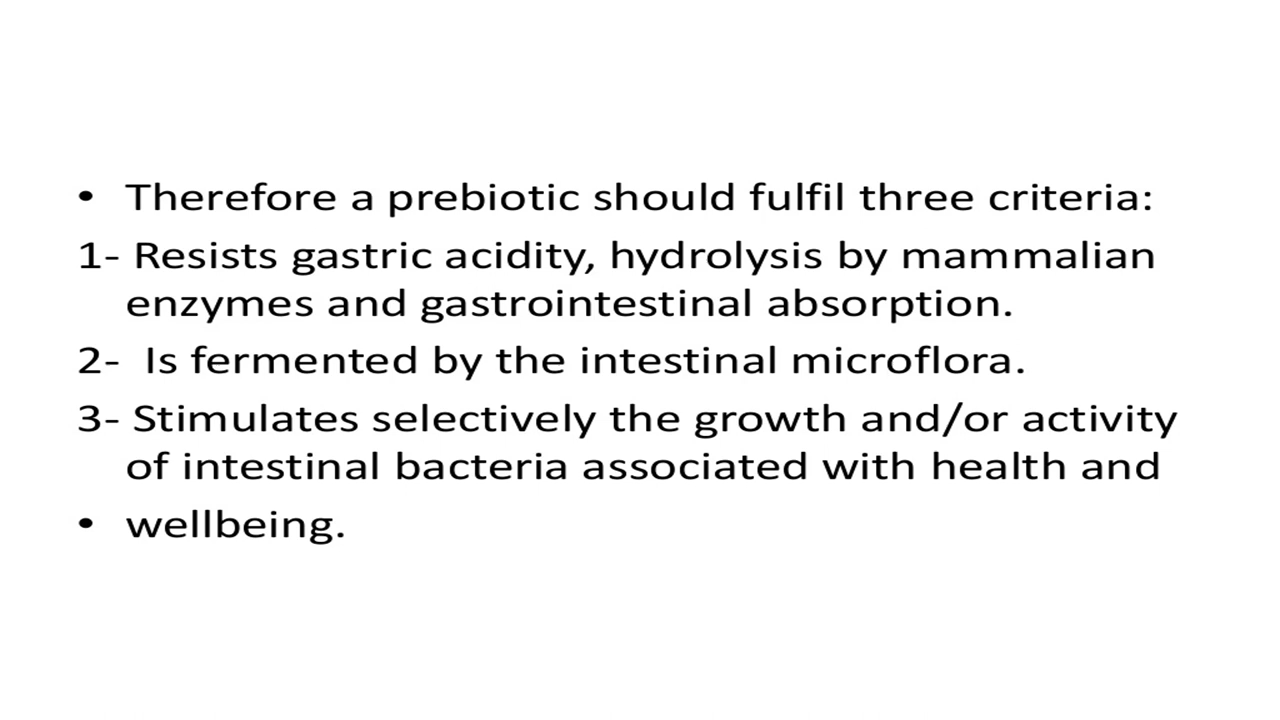 • Therefore a prebiotic should fulfil three criteria:
1- Resists gastric acidity, hydrolysis by mammalian
enzymes and gastrointestinal absorption.
2- Is fermented by the intestinal microflora.
3- Stimulates selectively the growth and/or activity
of intestinal bacteria associated with health and
• wellbeing.